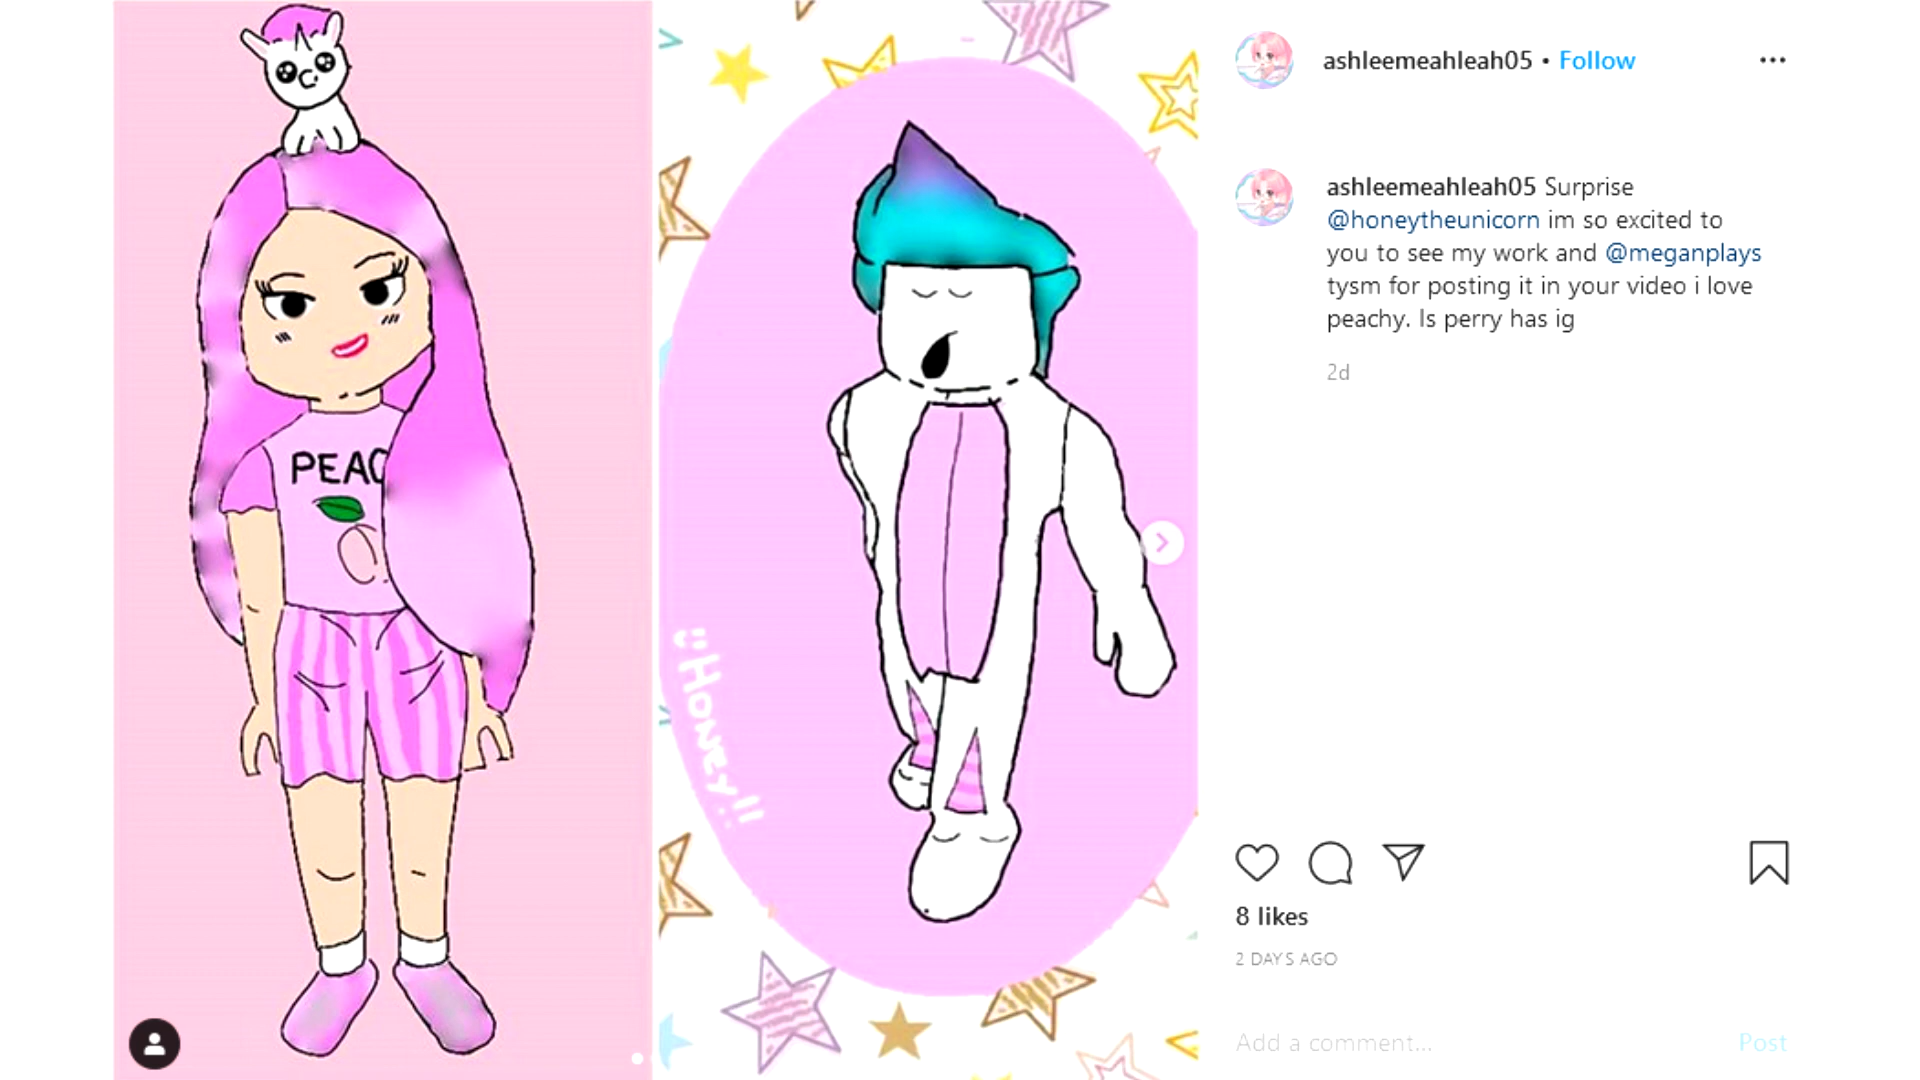 PEAC
Honesy!!
ashleemeahleah05 • Follow
ashleemeahleah05 Surprise
@honeytheunicorn im so excited to
you to see my work and @meganplays
tysm for posting it in your video i love
peachy. Is perry has ig
2d
8 likes
2 DAYS AGO
Add a comment...
Post